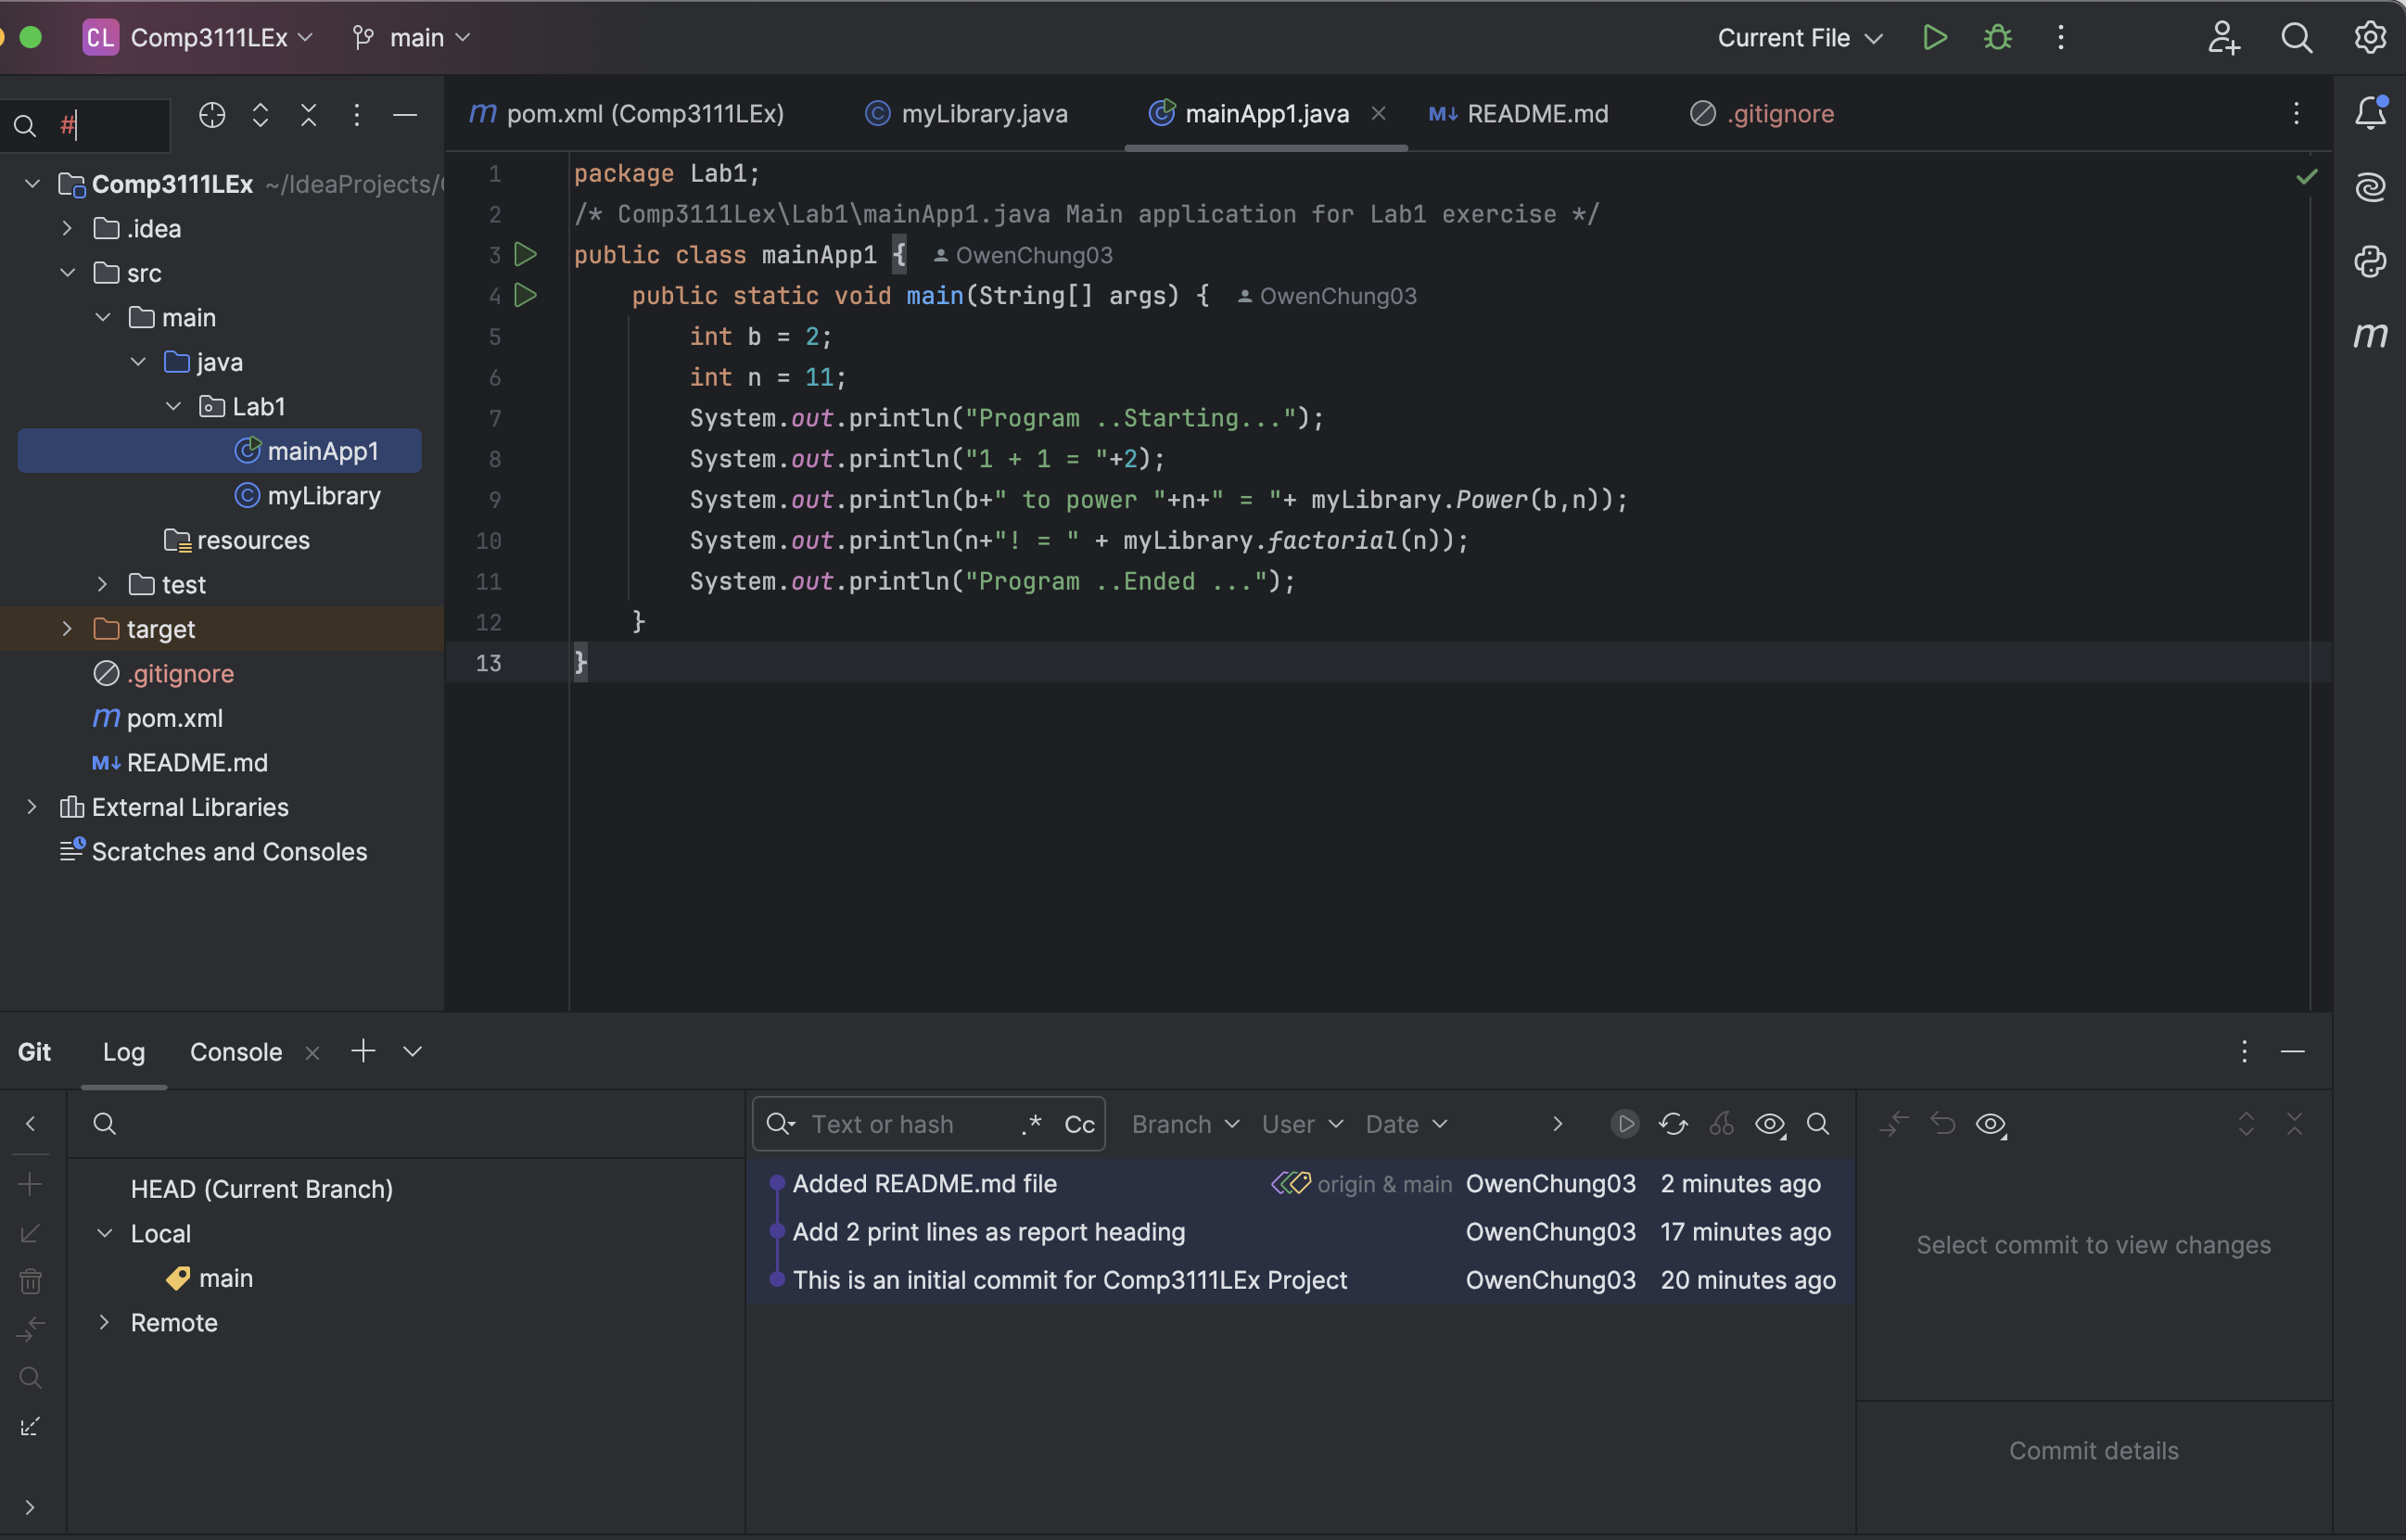 CL Comp3111LEx main Current File
#
Comp3111LEx ~/IdeaProjects/
.idea
src
main
java
Lab1
mainApp1
myLibrary
resources
test
target
.gitignore
m pom.xml
M↓ README.md
External Libraries
Scratches and Consoles
m pom.xml (Comp3111LEx) C myLibrary.java C mainApp1.java M↓ README.md .gitignore
m
1 package Lab1;
2 /* Comp3111Lex\Lab1\mainApp1.java Main application for Lab1 exercise */
3 public class mainApp1 { OwenChung03
4 public static void main(String[] args) { OwenChung03
5 int b = 2;
6 int n = 11;
7 System.out.println("Program ..Starting...");
8 System.out.println("1 + 1 = "+2);
9 System.out.println(b+" to power "+n+" = "+ myLibrary.Power(b,n));
10 System.out.println(n+"! = " + myLibrary.factorial(n));
11 System.out.println("Program ..Ended ...");
12 }
13 }
Git Log Console
HEAD (Current Branch)
Local
main
Remote
Text or hash .* Cc Branch User Date
Added README.md file origin & main OwenChung03 2 minutes ago
Add 2 print lines as report heading OwenChung03 17 minutes ago
This is an initial commit for Comp3111LEx Project OwenChung03 20 minutes ago
Select commit to view changes
Commit details